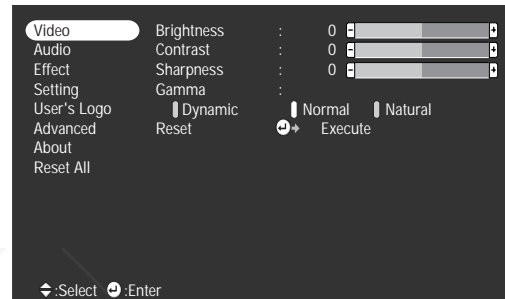 Video Brightness : 0 - +
Audio Contrast : 0 - +
Effect Sharpness : 0 - +
Setting Gamma :
User's Logo Dynamic Normal Natural
Advanced Reset Execute
About
Reset All
:Select :Enter